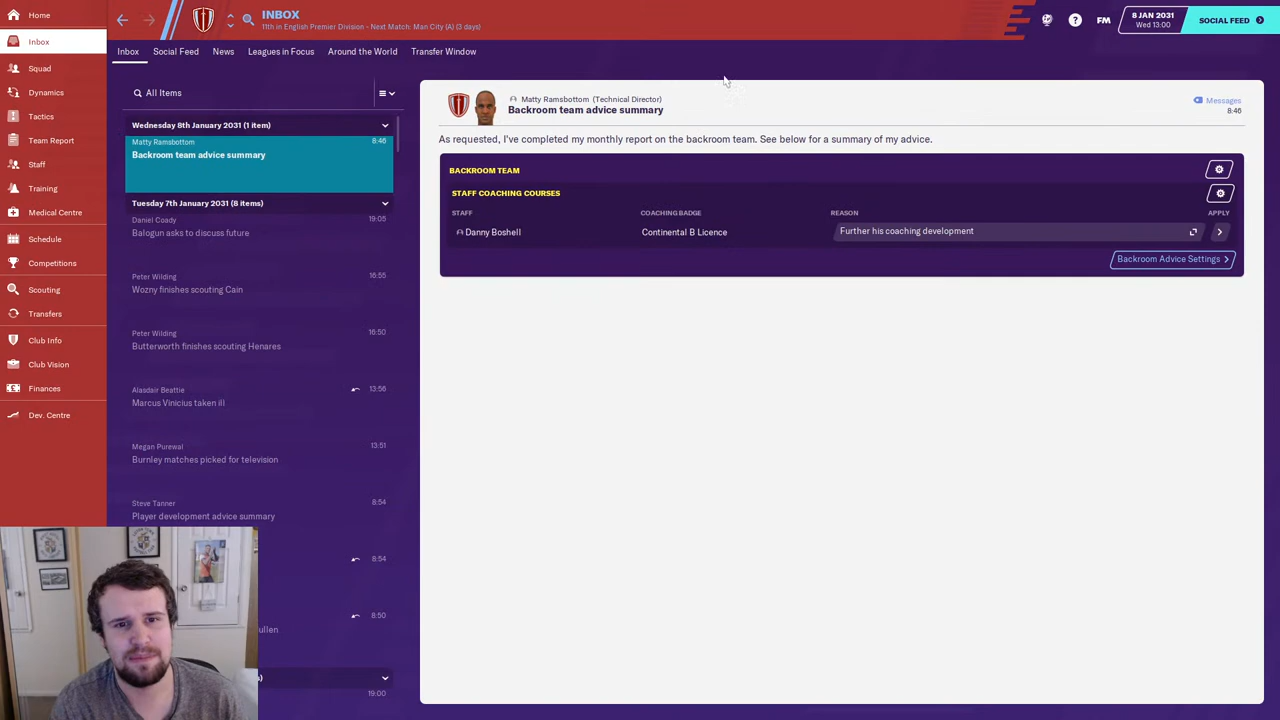 Home
Inbox
Squad
Dynamics
Tactics
Team Report
Staff
Training
Medical Centre
Schedule
Competitions
Scouting
Transfers
Club Info
Club Vision
Finances
Dev. Centre
INBOX
11th in English Premier Division - Next Match: Man City (A) (3 days)
?
FM
8 JAN 2031
Wed 13:00
SOCIAL FEED
Inbox Social Feed News Leagues in Focus Around the World Transfer Window
All Items
Wednesday 8th January 2031 (1 item)
Matty Ramsbottom 8:46
Backroom team advice summary
Tuesday 7th January 2031 (8 items)
Daniel Coady 19:05
Balogun asks to discuss future
Peter Wilding 16:55
Wozny finishes scouting Cain
Peter Wilding 16:50
Butterworth finishes scouting Henares
Alasdair Beattie 13:56
Marcus Vinicius taken ill
Megan Purewal 13:51
Burnley matches picked for television
Steve Tanner 8:54
Player development advice summary
8:54
8:50
ullen
s)
19:00
Matty Ramsbottom (Technical Director)
Backroom team advice summary
Messages
8:46
As requested, I've completed my monthly report on the backroom team. See below for a summary of my advice.
BACKROOM TEAM
STAFF COACHING COURSES
STAFF COACHING BADGE REASON APPLY
Danny Boshell Continental B Licence Further his coaching development
Backroom Advice Settings